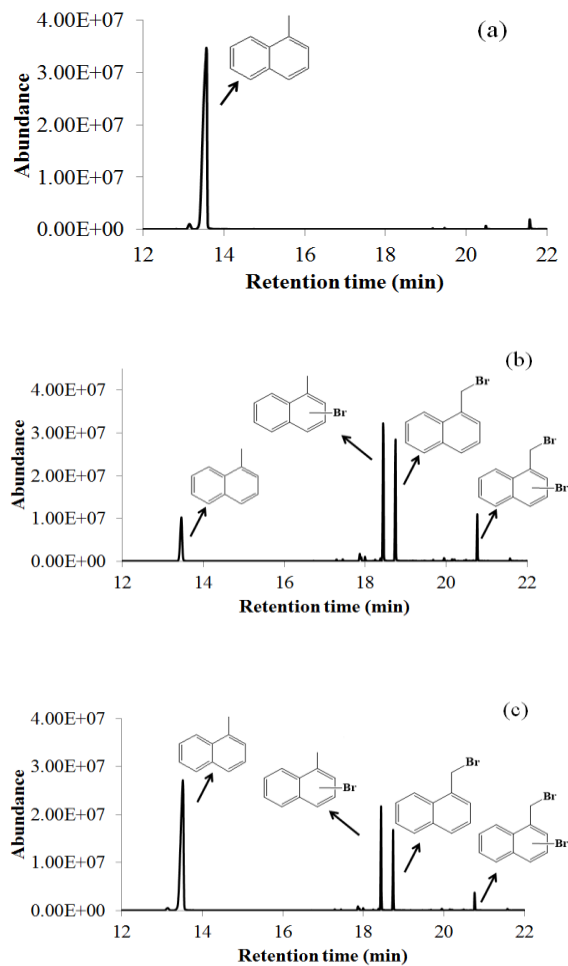 (a)
4.00E+07
3.00E+07
2.00E+07
1.00E+07
0.00E+00
Abundance
12 14 16 18 20 22
Retention time (min)
(b)
4.00E+07
3.00E+07
2.00E+07
1.00E+07
0.00E+00
Abundance
Br
Br
Br
Br
12 14 16 18 20 22
Retention time (min)
(c)
4.00E+07
3.00E+07
2.00E+07
1.00E+07
0.00E+00
Abundance
Br
Br
Br
Br
12 14 16 18 20 22
Retention time (min)